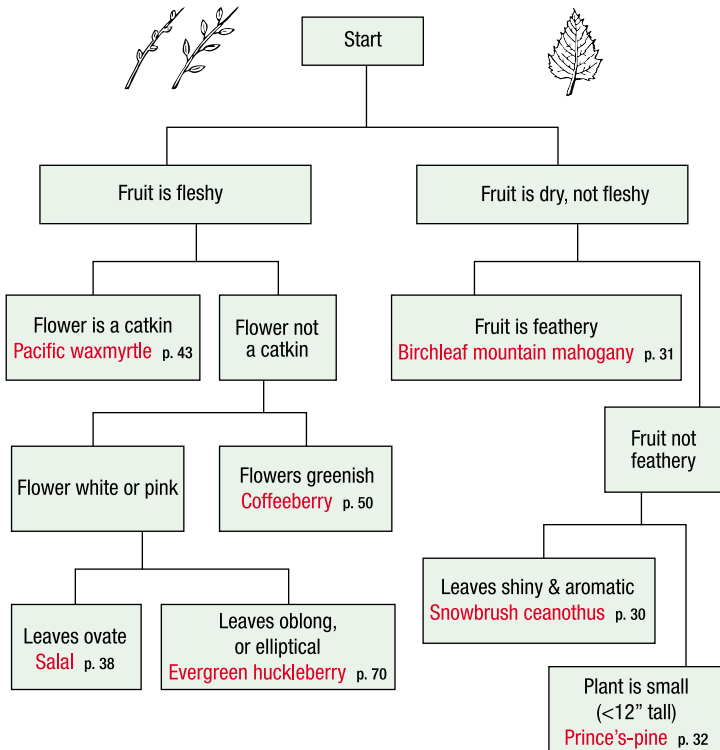 Start
Fruit is fleshy
Fruit is dry, not fleshy
Flower is a catkin
Pacific waxmyrtle p. 43
Flower not
a catkin
Fruit is feathery
Birchleaf mountain mahogany p. 31
Fruit not
feathery
Flower white or pink
Flowers greenish
Coffeeberry p. 50
Leaves shiny & aromatic
Snowbrush ceanothus p. 30
Leaves ovate
Salal p. 38
Leaves oblong,
or elliptical
Evergreen huckleberry p. 70
Plant is small
(<12” tall)
Prince’s-pine p. 32